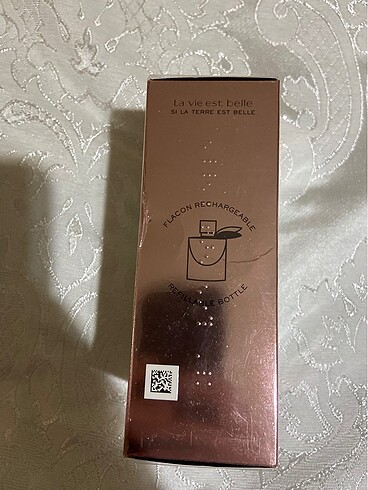 La vie est belle
SI LA TERRE EST BELLE
FLACON RECHARGEABLE
REFILLABLE BOTTLE